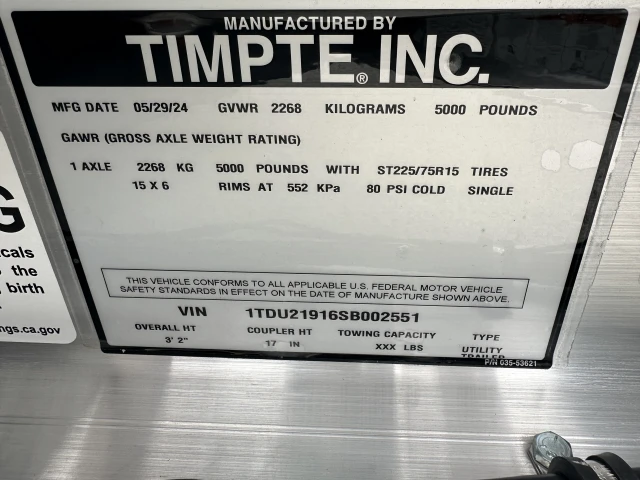 MANUFACTURED BY
TIMPTE® INC.
MFG DATE 05/29/24 GVWR 2268 KILOGRAMS 5000 POUNDS
GAWR (GROSS AXLE WEIGHT RATING)
1 AXLE 2268 KG 5000 POUNDS WITH ST225/75R15 TIRES
15 X 6 RIMS AT 552 KPa 80 PSI COLD SINGLE
THIS VEHICLE CONFORMS TO ALL APPLICABLE U.S. FEDERAL MOTOR VEHICLE
SAFETY STANDARDS IN EFFECT ON THE DATE OF MANUFACTURE SHOWN ABOVE.
VIN 1TDU21916SB002551
OVERALL HT COUPLER HT TOWING CAPACITY TYPE
3' 2" 17 IN XXX LBS UTILITY
TRAILER
P/N 035-53621
G
cals
the
birth
ngs.ca.gov